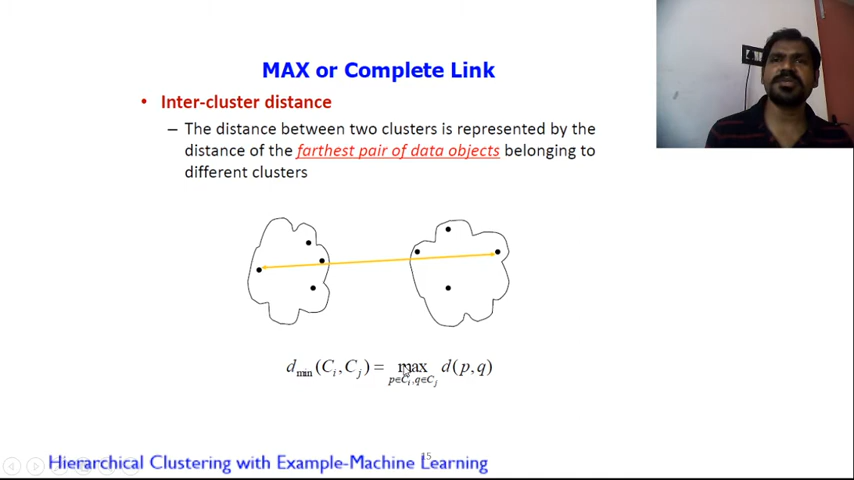 MAX or Complete Link
• Inter-cluster distance
– The distance between two clusters is represented by the
distance of the farthest pair of data objects belonging to
different clusters
d_min(C_i, C_j) = max_{p∈C_i, q∈C_j} d(p, q)
15
Hierarchical Clustering with Example-Machine Learning